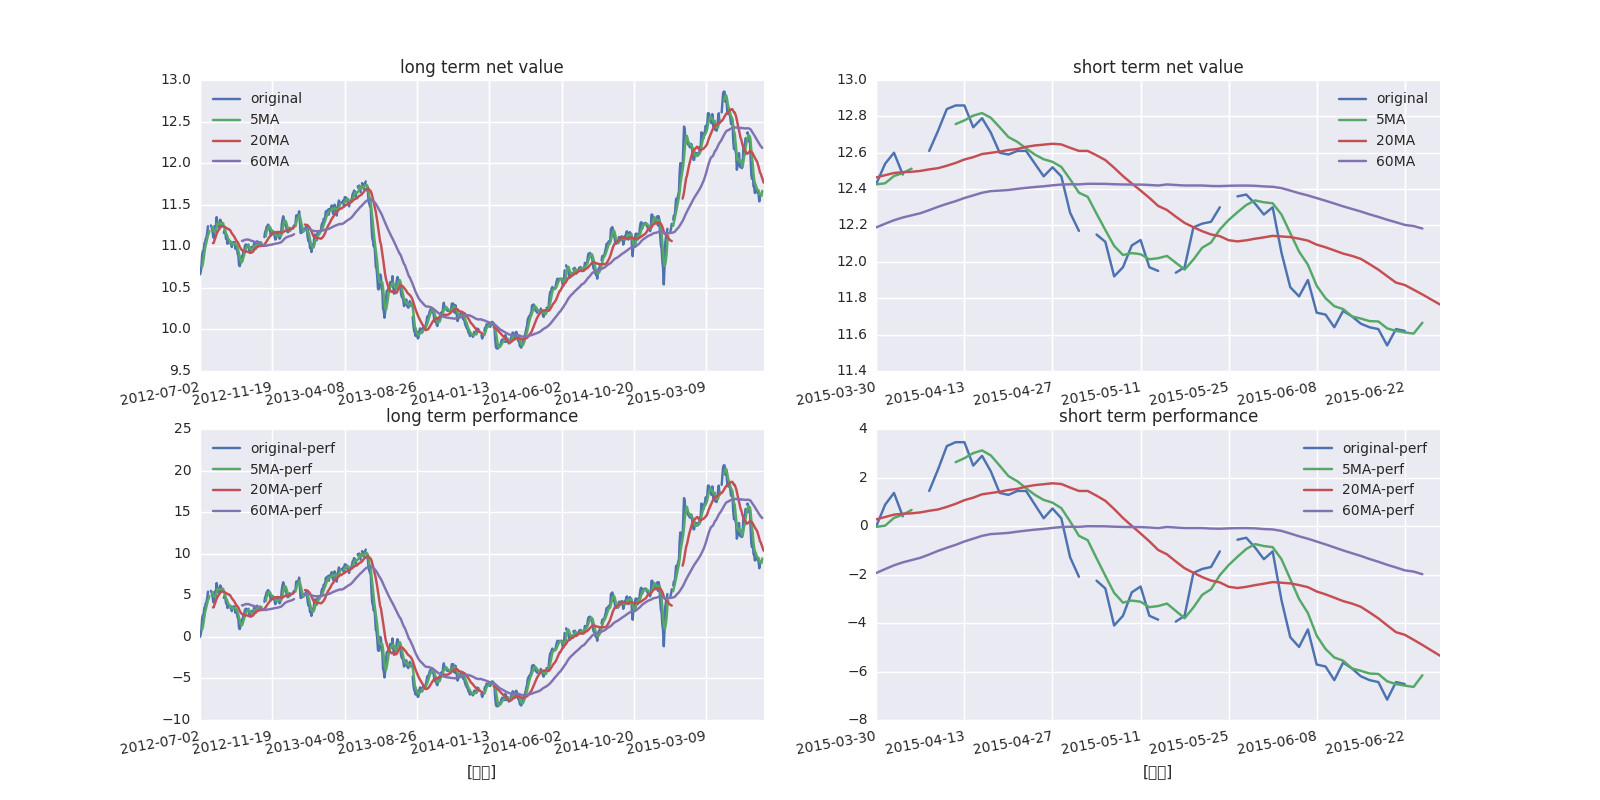 long term net value
13.0
12.5
12.0
11.5
11.0
10.5
10.0
9.5
original
5MA
20MA
60MA
2012-07-02 2012-11-19 2013-04-08 2013-08-26 2014-01-13 2014-06-02 2014-10-20 2015-03-09
short term net value
13.0
12.8
12.6
12.4
12.2
12.0
11.8
11.6
11.4
original
5MA
20MA
60MA
2015-03-30 2015-04-13 2015-04-27 2015-05-11 2015-05-25 2015-06-08 2015-06-22
long term performance
25
20
15
10
5
0
−5
−10
original-perf
5MA-perf
20MA-perf
60MA-perf
2012-07-02 2012-11-19 2013-04-08 2013-08-26 2014-01-13 2014-06-02 2014-10-20 2015-03-09
[▯▯]
short term performance
4
2
0
−2
−4
−6
−8
original-perf
5MA-perf
20MA-perf
60MA-perf
2015-03-30 2015-04-13 2015-04-27 2015-05-11 2015-05-25 2015-06-08 2015-06-22
[▯▯]